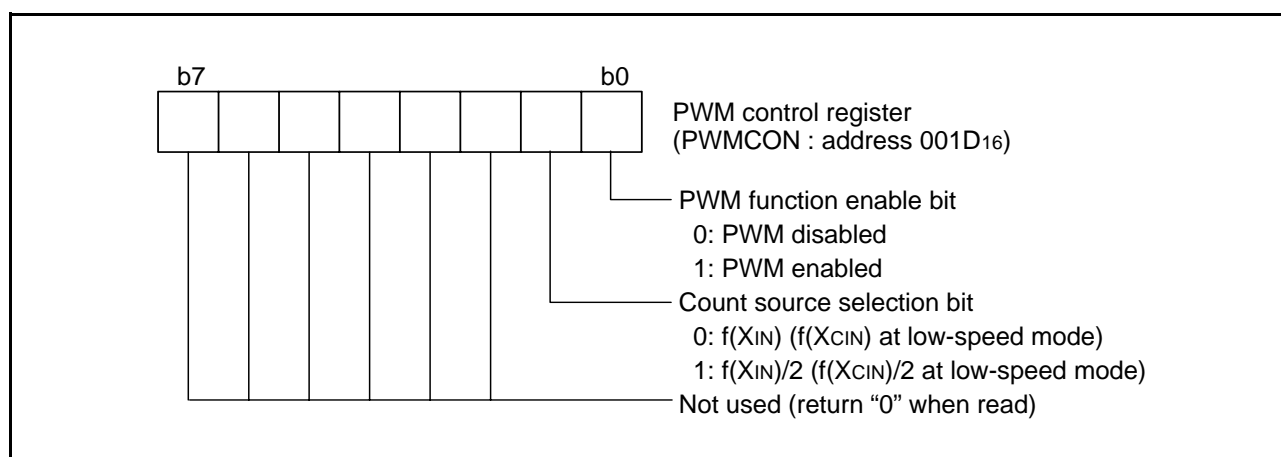 b7 b0
PWM control register
(PWMCON : address 001D16)
PWM function enable bit
0: PWM disabled
1: PWM enabled
Count source selection bit
0: f(XIN) (f(XCIN) at low-speed mode)
1: f(XIN)/2 (f(XCIN)/2 at low-speed mode)
Not used (return “0” when read)